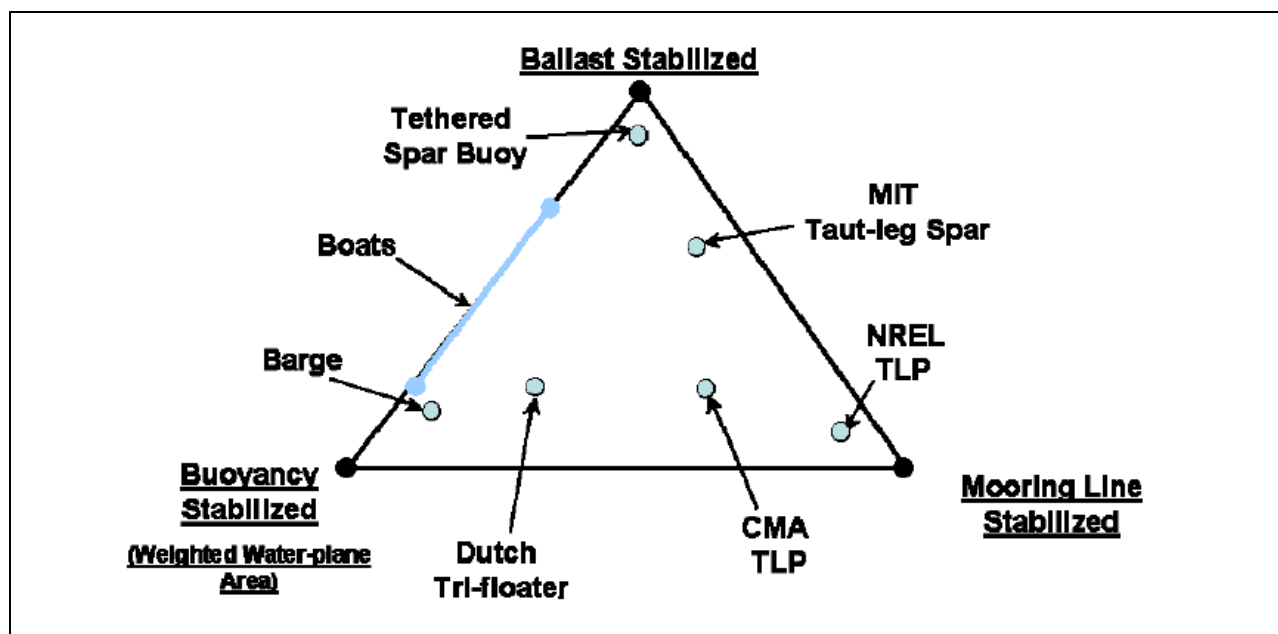 Ballast Stabilized
Tethered
Spar Buoy
MIT
Taut-leg Spar
Boats
Barge
NREL
TLP
Buoyancy
Stabilized
(Weighted Water-plane
Area)
Mooring Line
Stabilized
Dutch
Tri-floater
CMA
TLP